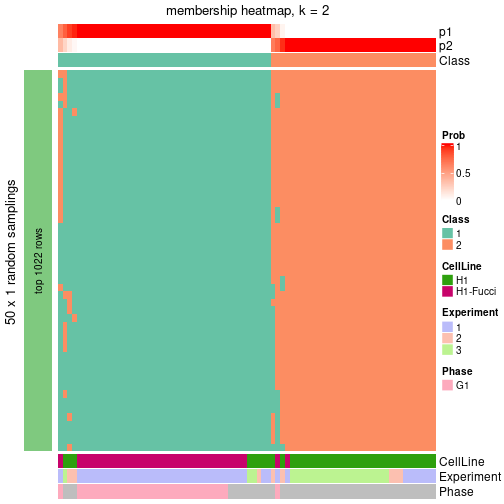 membership heatmap, k = 2
p1
p2
Class
50 x 1 random samplings
top 1022 rows
Prob
1
0.5
0
Class
1
2
CellLine
H1
H1-Fucci
Experiment
1
2
3
Phase
G1
CellLine
Experiment
Phase